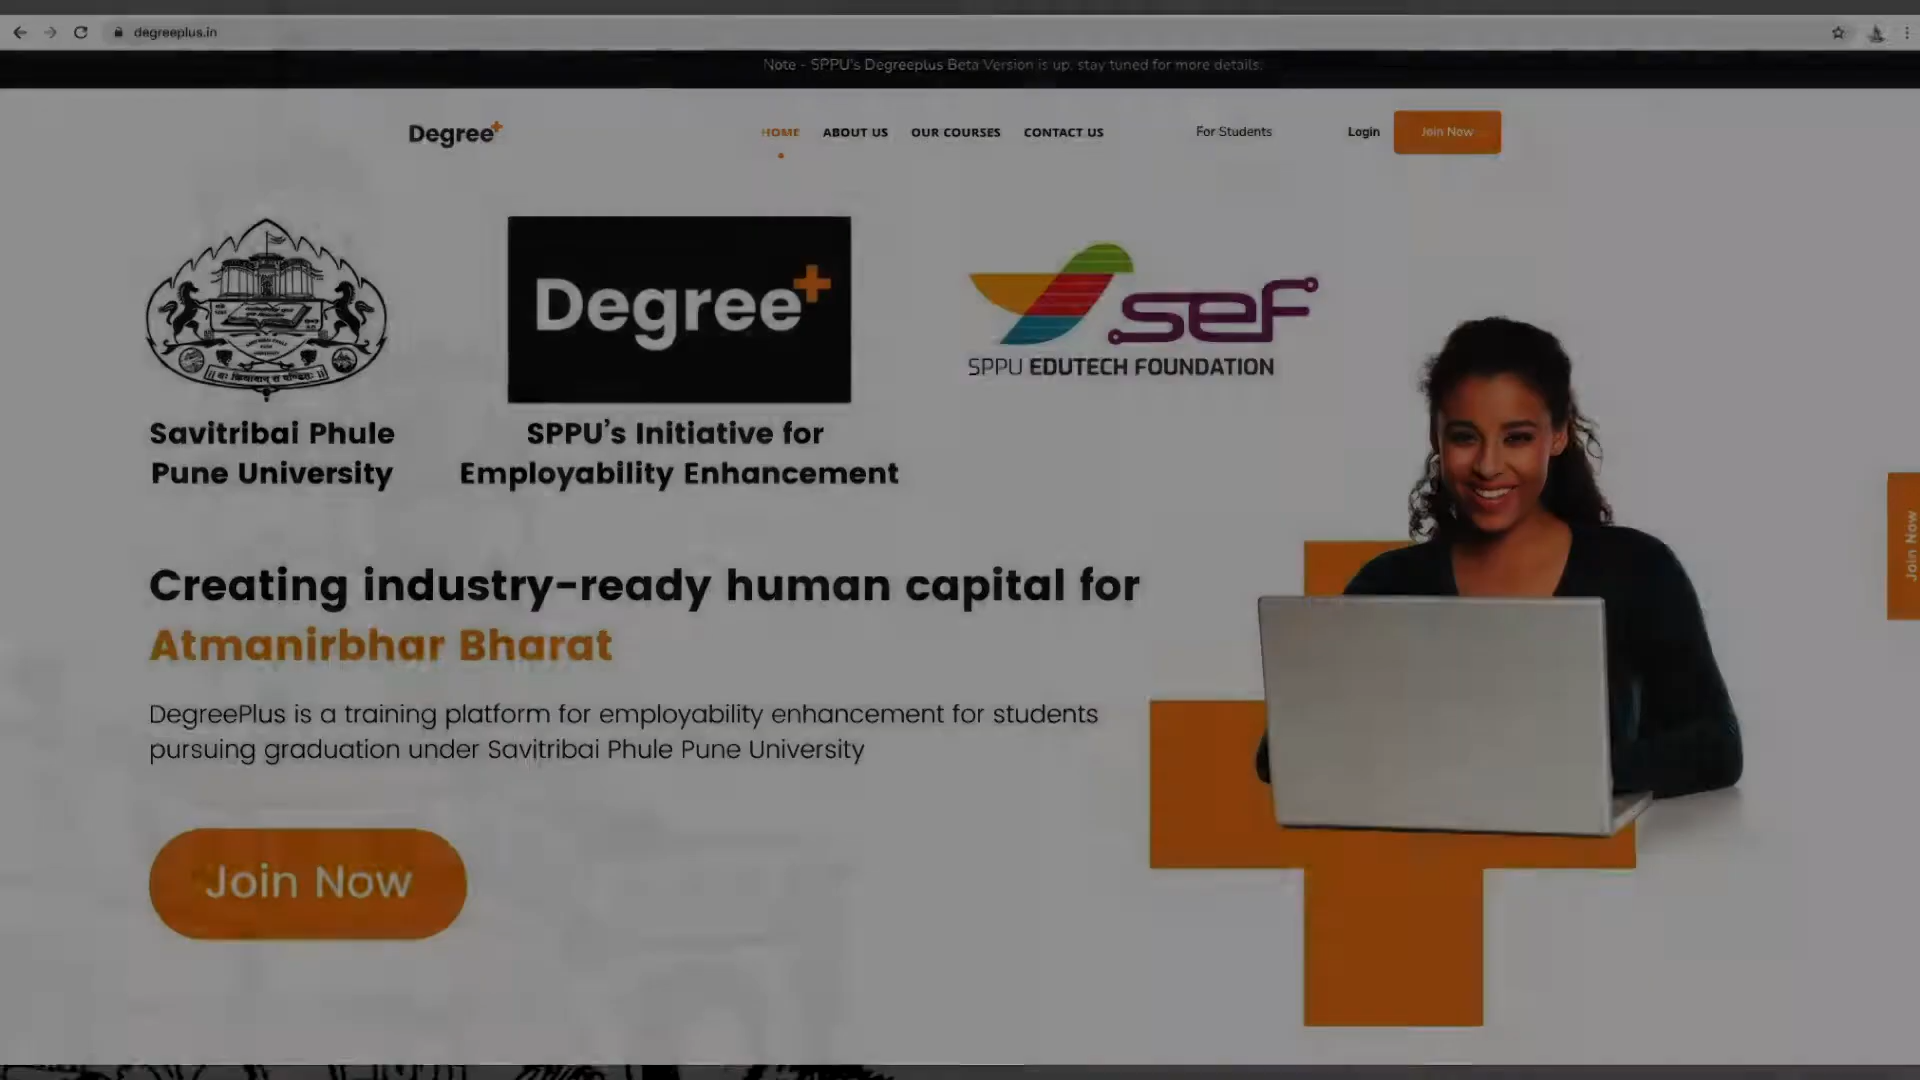 degreeplus.in
Note - SPPU's Degreeplus Beta Version is up, stay tuned for more details.
Degree+
HOME
ABOUT US
OUR COURSES
CONTACT US
For Students
Login
Join Now
Degree+
sef
SPPU EDUTECH FOUNDATION
Savitribai Phule
Pune University
SPPU's Initiative for
Employability Enhancement
Join Now
Creating industry-ready human capital for
Atmanirbhar Bharat
DegreePlus is a training platform for employability enhancement for students
pursuing graduation under Savitribai Phule Pune University
Join Now